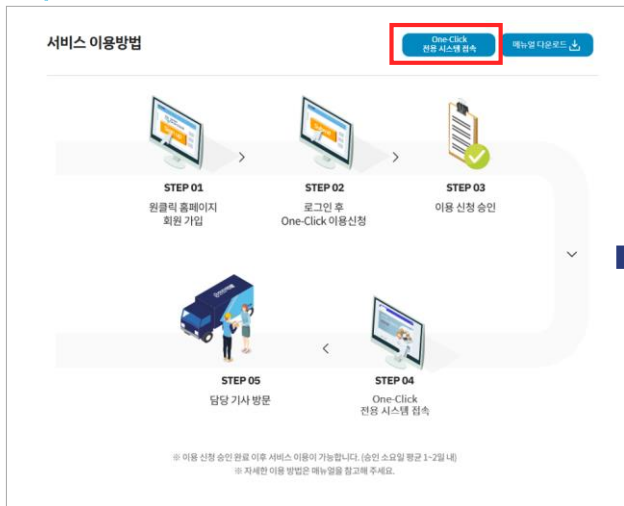 서비스 이용방법
One-Click
전용 시스템 접속
매뉴얼 다운로드
STEP 01
원클릭 홈페이지
회원 가입
STEP 02
로그인 후
One-Click 이용신청
STEP 03
이용 신청 승인
STEP 04
One-Click
전용 시스템 접속
STEP 05
담당 기사 방문
※ 이용 신청 승인 완료 이후 서비스 이용이 가능합니다. (승인 소요일 평균 1~2일 내)
※ 자세한 이용 방법은 매뉴얼을 참고해 주세요.